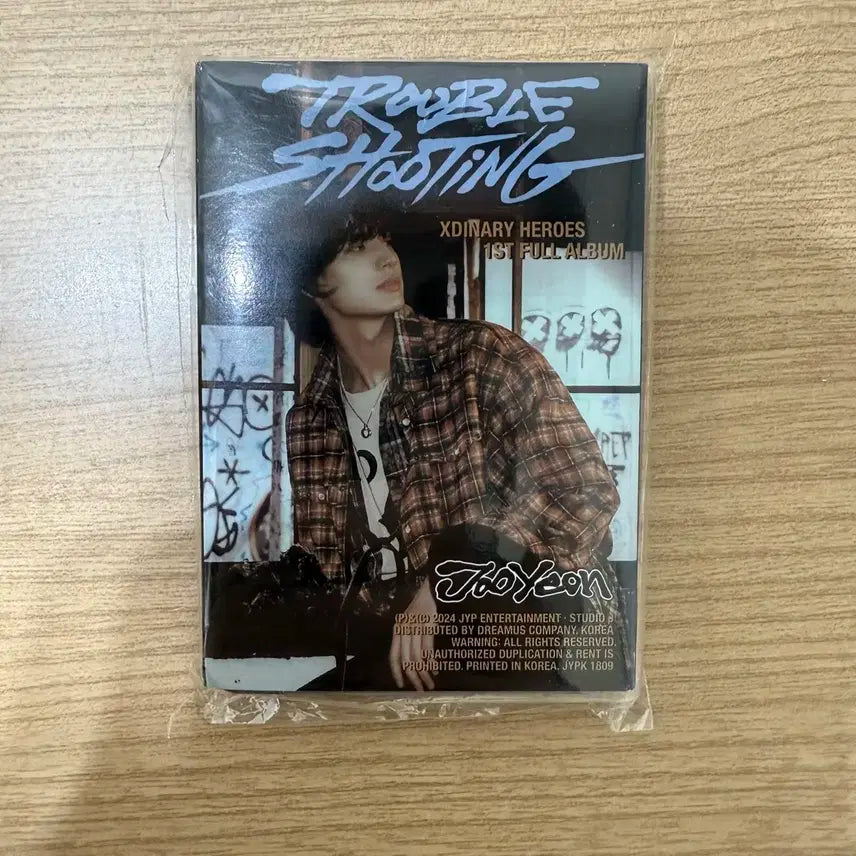 TROUBLE
SHOOTING
XDINARY HEROES
1ST FULL ALBUM
JooYeon
(P)&(C) 2024 JYP ENTERTAINMENT · STUDIO J.
DISTRIBUTED BY DREAMUS COMPANY. KOREA
WARNING: ALL RIGHTS RESERVED.
UNAUTHORIZED DUPLICATION & RENT IS
PROHIBITED. PRINTED IN KOREA. JYPK 1809